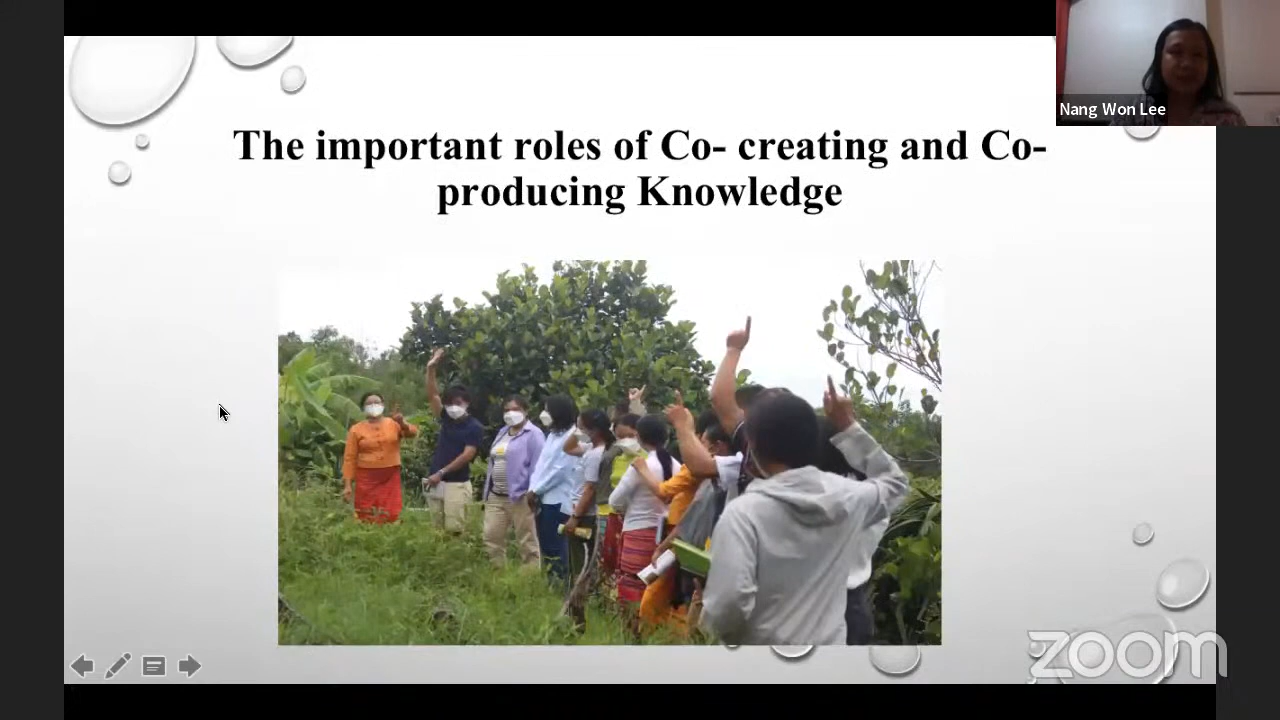 Nang Won Lee
The important roles of Co- creating and Co-
producing Knowledge
zoom